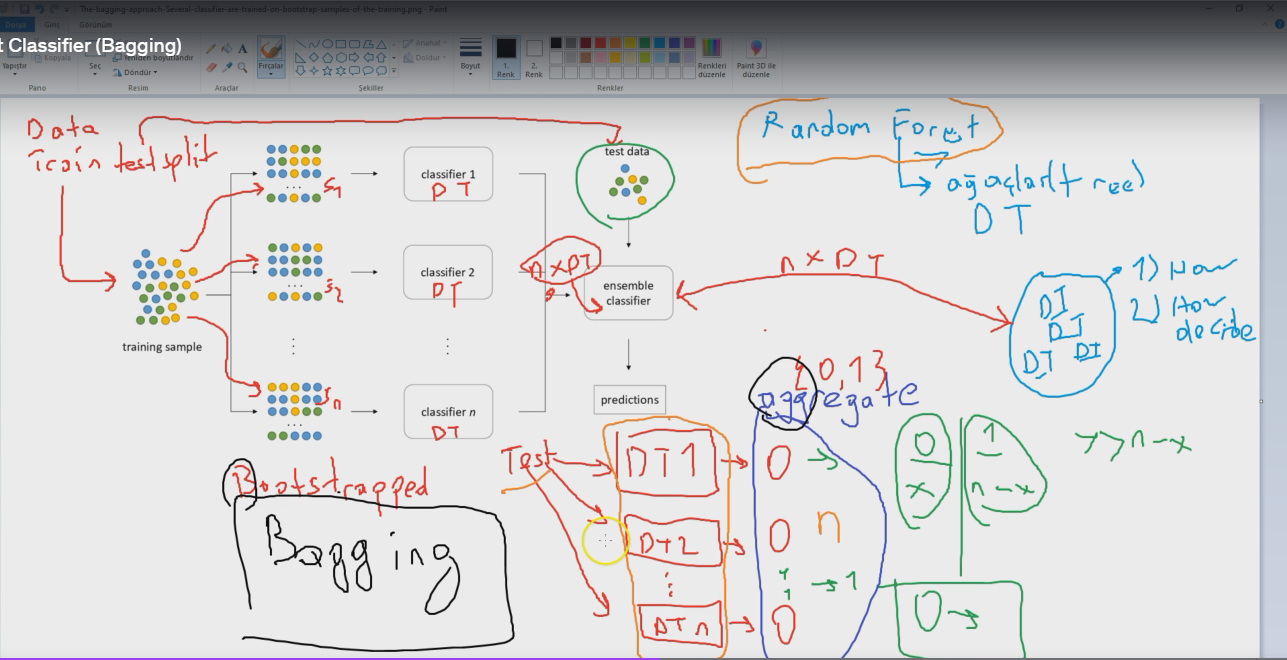 The-bagging-approach-Several-classifier-are-trained-on-bootstrap-samples-of-the-training.png - Paint
Dosya Giriş Görünüm
t Classifier (Bagging)
Yapıştır
Kopyala
Seç
Yeniden boyutlandır
Döndür
Fırçalar
Anahat
Doldur
Boyut
1.
Renk
2.
Renk
Renkleri
düzenle
Paint 3D ile
düzenle
Pano
Resim
Araçlar
Şekiller
Renkler
Data
Train test split
training sample
S1
S2
Sn
...
...
...
classifier 1
DT
classifier 2
DT
classifier n
DT
test data
n x DT
ensemble
classifier
predictions
n x DT
Random Forest
ağaçlar(tree)
DT
DT
DT
DT DT
1) How
2) How
decide
{0,1}
aggregate
Bootstrapped
Bagging
Test
DT1
0
DT2
0
n
1
DT n
0
0
x
1
n-x
>> n-x
0